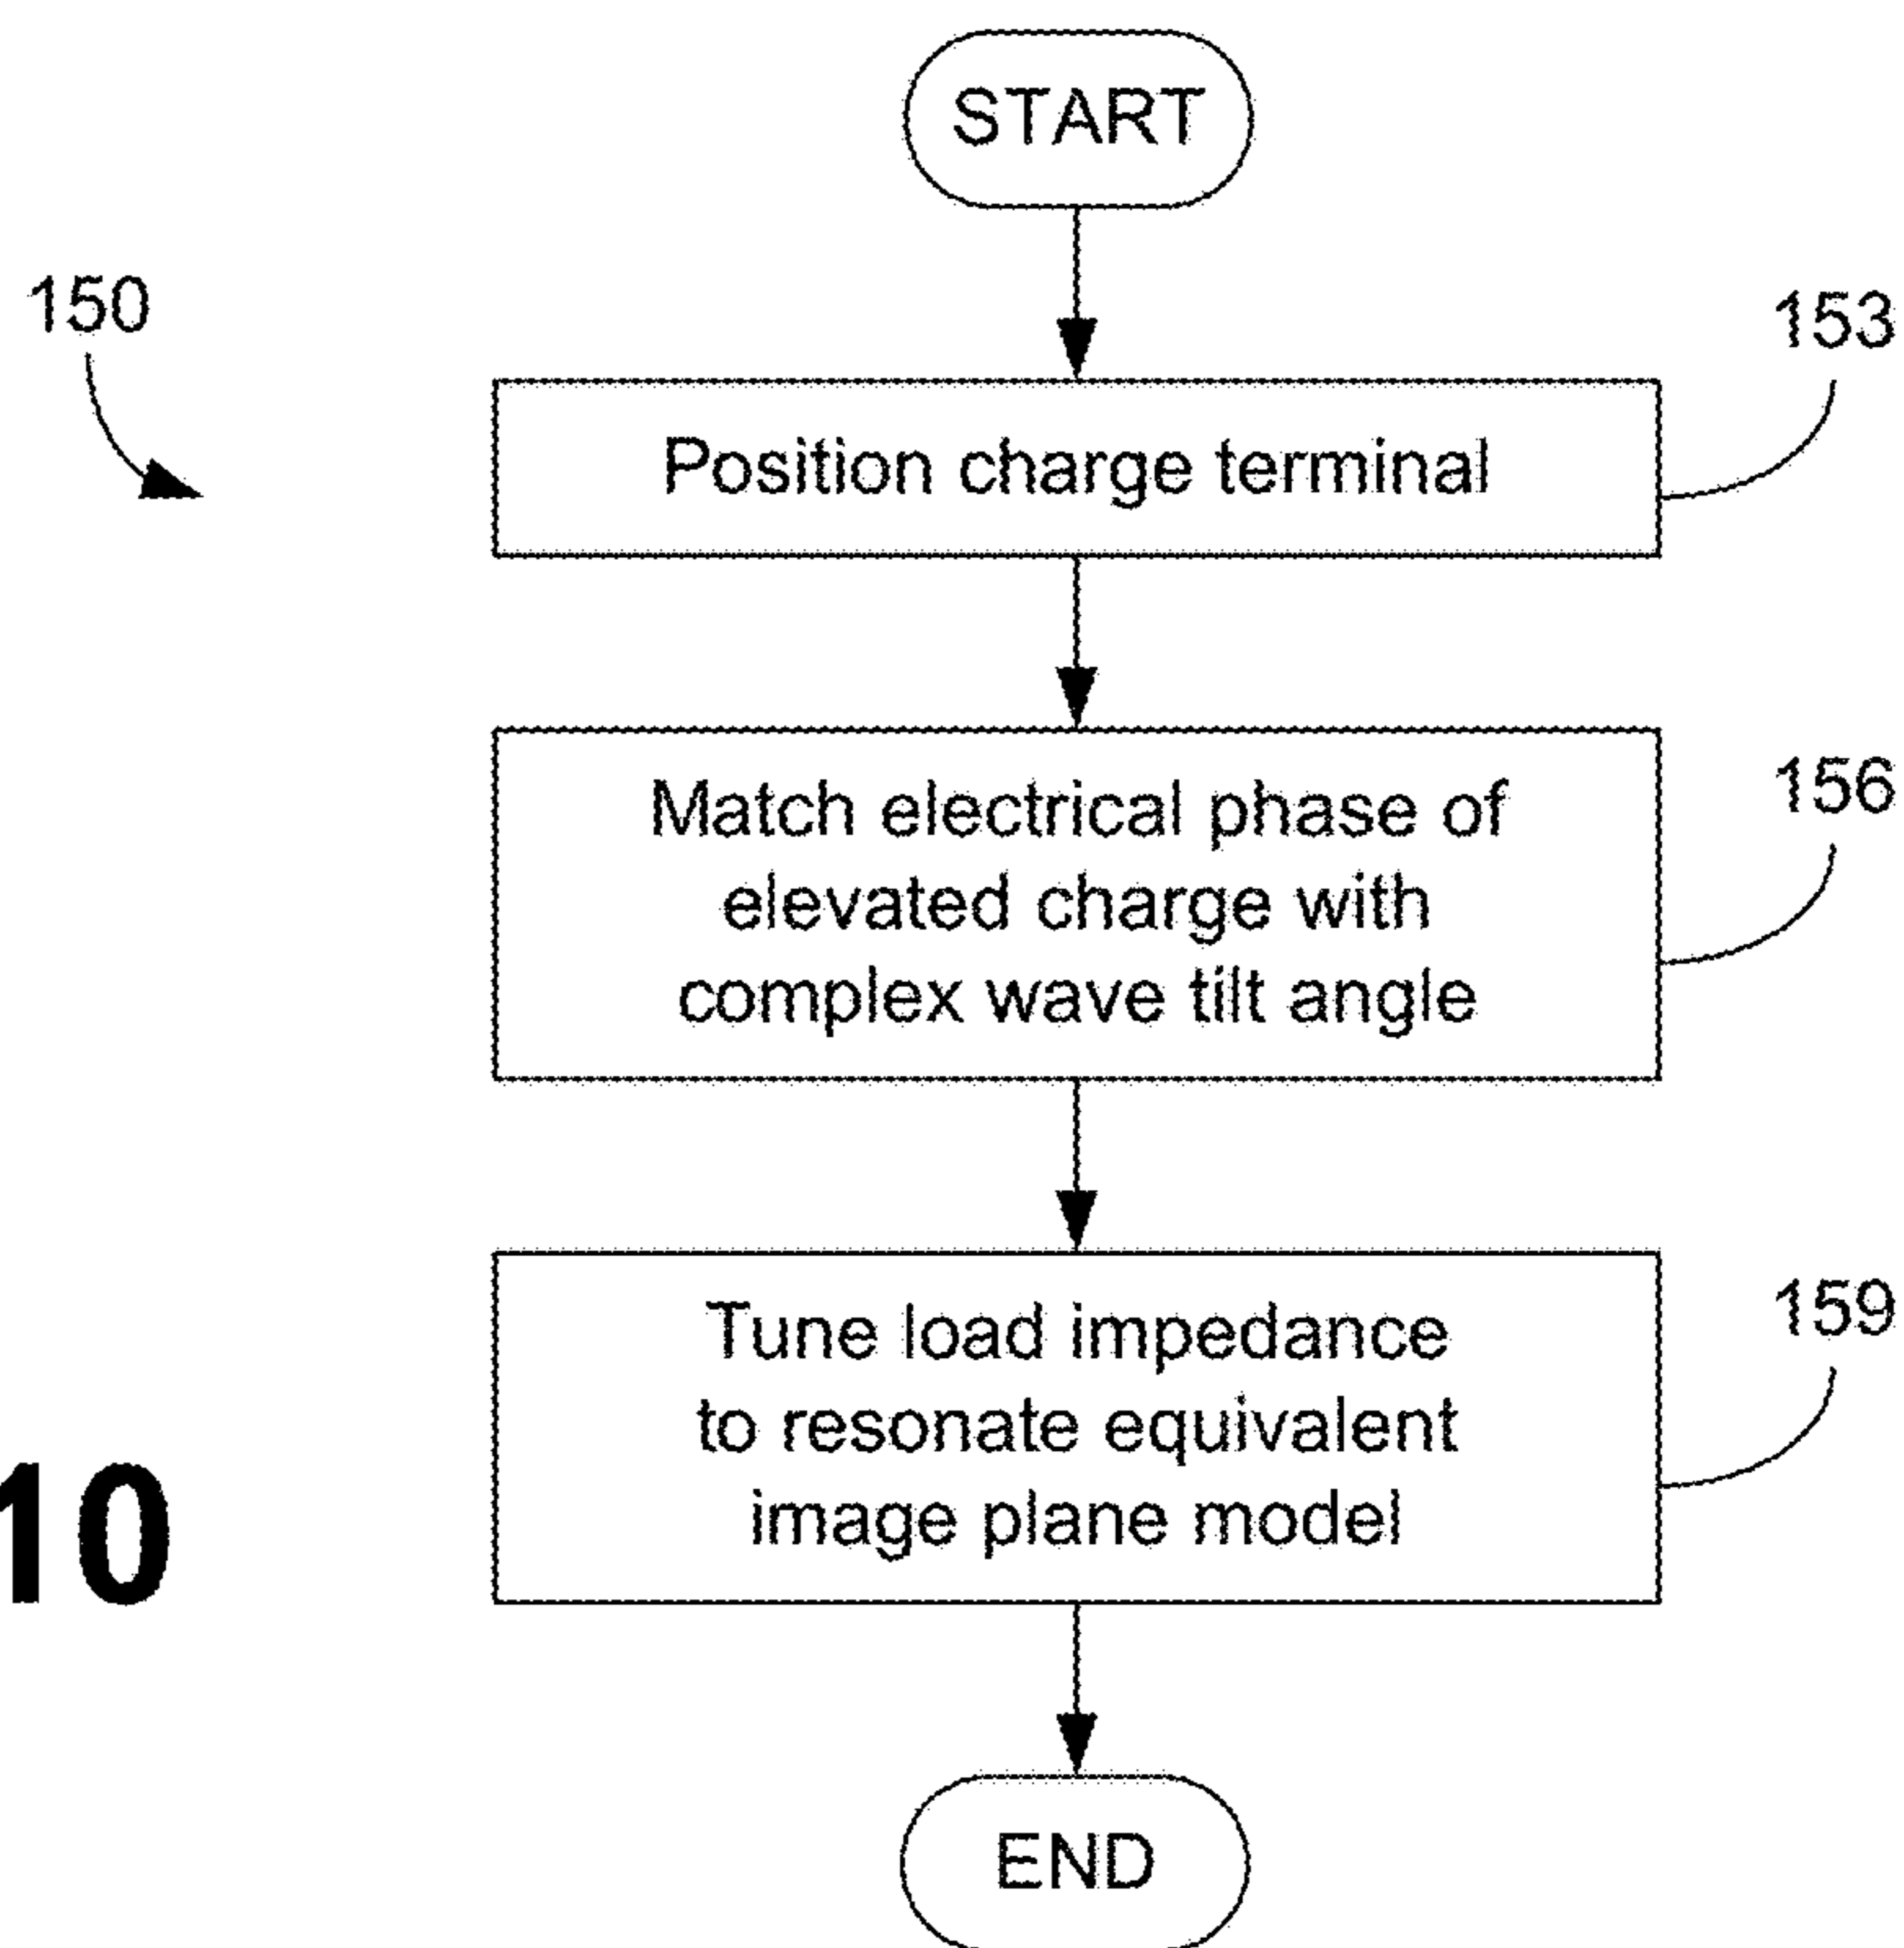 START
150
153
Position charge terminal
156
Match electrical phase of
elevated charge with
complex wave tilt angle
159
Tune load impedance
to resonate equivalent
image plane model
10
END